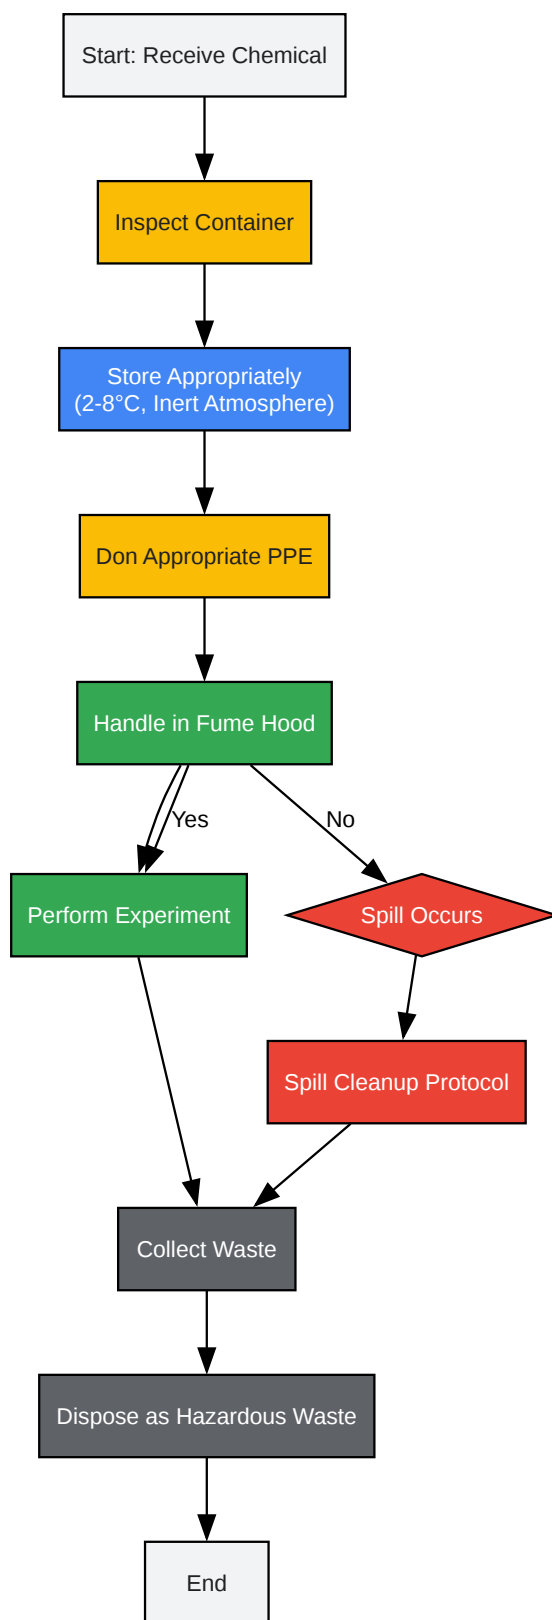 Start: Receive Chemical
Inspect Container
Store Appropriately
(2-8°C, Inert Atmosphere)
Don Appropriate PPE
Handle in Fume Hood
Yes
No
Perform Experiment
Spill Occurs
Spill Cleanup Protocol
Collect Waste
Dispose as Hazardous Waste
End